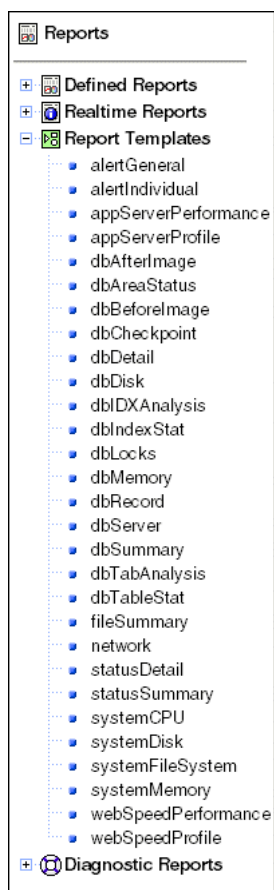 Reports
Defined Reports
Realtime Reports
Report Templates
alertGeneral
alertIndividual
appServerPerformance
appServerProfile
dbAfterImage
dbAreaStatus
dbBeforeImage
dbCheckpoint
dbDetail
dbDisk
dbIDXAnalysis
dbIndexStat
dbLocks
dbMemory
dbRecord
dbServer
dbSummary
dbTabAnalysis
dbTableStat
fileSummary
network
statusDetail
statusSummary
systemCPU
systemDisk
systemFileSystem
systemMemory
webSpeedPerformance
webSpeedProfile
Diagnostic Reports